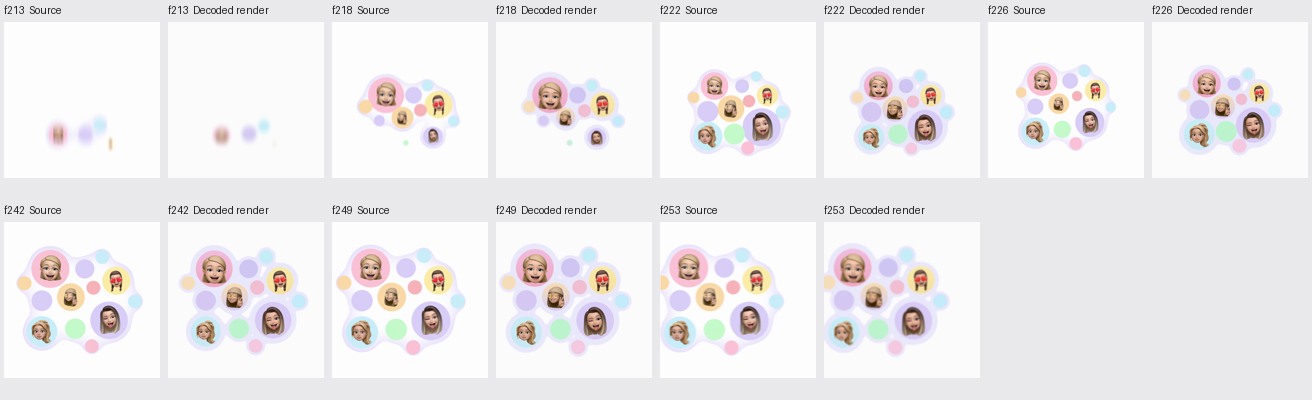 f213 Source
f213 Decoded render
f218 Source
f218 Decoded render
f222 Source
f222 Decoded render
f226 Source
f226 Decoded render
f242 Source
f242 Decoded render
f249 Source
f249 Decoded render
f253 Source
f253 Decoded render